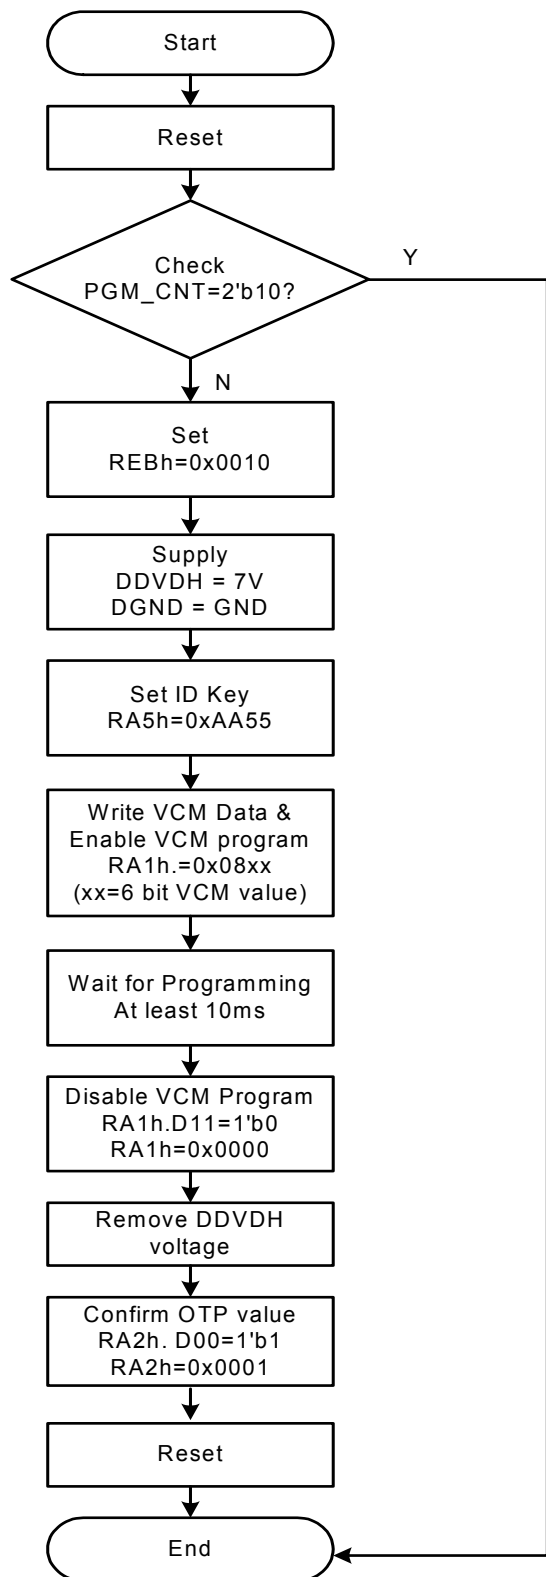 Start
Reset
Check
PGM_CNT=2'b10?
Y
N
Set
REBh=0x0010
Supply
DDVDH = 7V
DGND = GND
Set ID Key
RA5h=0xAA55
Write VCM Data &
Enable VCM program
RA1h.=0x08xx
(xx=6 bit VCM value)
Wait for Programming
At least 10ms
Disable VCM Program
RA1h.D11=1'b0
RA1h=0x0000
Remove DDVDH
voltage
Confirm OTP value
RA2h. D00=1'b1
RA2h=0x0001
Reset
End